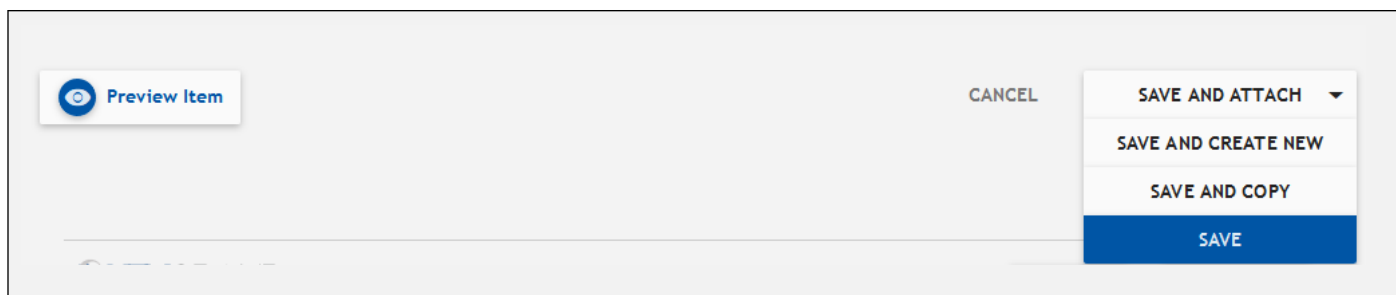 Preview Item
CANCEL
SAVE AND ATTACH
SAVE AND CREATE NEW
SAVE AND COPY
SAVE